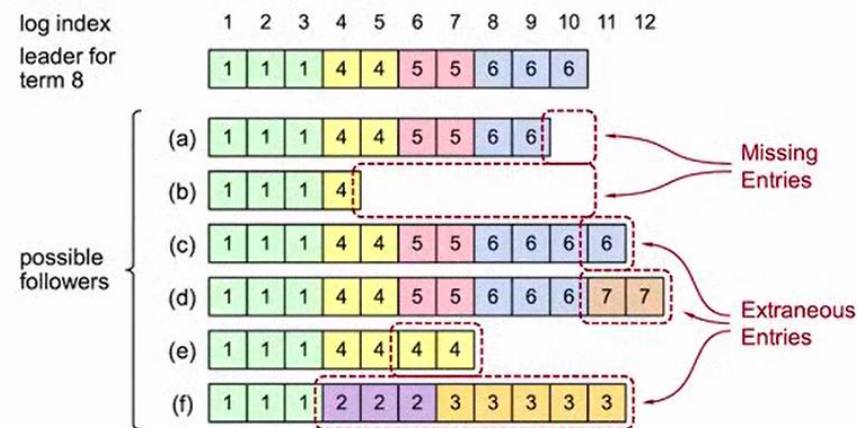 log index 1 2 3 4 5 6 7 8 9 10 11 12
leader for
term 8
1 1 1 4 4 5 5 6 6 6
(a) 1 1 1 4 4 5 5 6 6
Missing
Entries
(b) 1 1 1 4
(c) 1 1 1 4 4 5 5 6 6 6 6
possible
followers
(d) 1 1 1 4 4 5 5 6 6 6 7 7
Extraneous
Entries
(e) 1 1 1 4 4 4 4
(f) 1 1 1 2 2 2 3 3 3 3 3